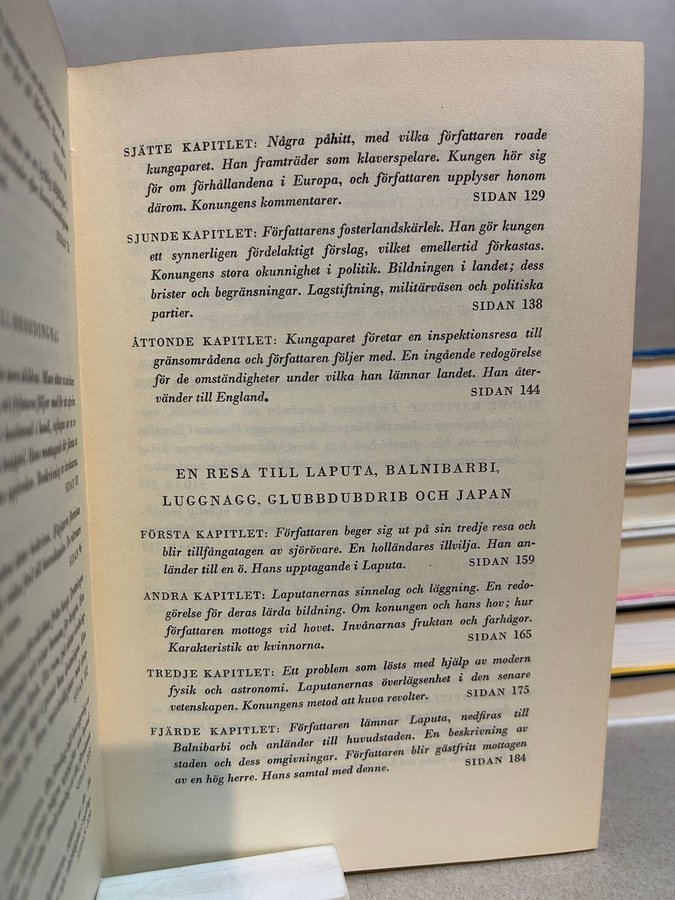 SJÄTTE KAPITLET: Några påhitt, med vilka författaren roade
kungaparet. Han framträder som klaverspelare. Kungen hör sig
för om förhållandena i Europa, och författaren upplyser honom
därom. Konungens kommentarer. SIDAN 129
SJUNDE KAPITLET: Författarens fosterlandskärlek. Han gör kungen
ett synnerligen fördelaktigt förslag, vilket emellertid förkastas.
Konungens stora okunnighet i politik. Bildningen i landet; dess
brister och begränsningar. Lagstiftning, militärväsen och politiska
partier. SIDAN 138
ÅTTONDE KAPITLET: Kungaparet företar en inspektionsresa till
gränsområdena och författaren följer med. En ingående redogörelse
för de omständigheter under vilka han lämnar landet. Han åter-
vänder till England. SIDAN 144
EN RESA TILL LAPUTA, BALNIBARBI,
LUGGNAGG, GLUBBDUBDRIB OCH JAPAN
FÖRSTA KAPITLET: Författaren beger sig ut på sin tredje resa och
blir tillfångatagen av sjörövare. En holländares illvilja. Han an-
länder till en ö. Hans upptagande i Laputa. SIDAN 159
ANDRA KAPITLET: Laputanernas sinnelag och läggning. En redo-
görelse för deras lärda bildning. Om konungen och hans hov; hur
författaren mottogs vid hovet. Invånarnas fruktan och farhågor.
Karakteristik av kvinnorna. SIDAN 165
TREDJE KAPITLET: Ett problem som lösts med hjälp av modern
fysik och astronomi. Laputanernas överlägsenhet i den senare
vetenskapen. Konungens metod att kuva revolter. SIDAN 175
FJÄRDE KAPITLET: Författaren lämnar Laputa, nedfiras till
Balnibarbi och anländer till huvudstaden. En beskrivning av
staden och dess omgivningar. Författaren blir gästfritt mottagen
av en hög herre. Hans samtal med denne. SIDAN 184